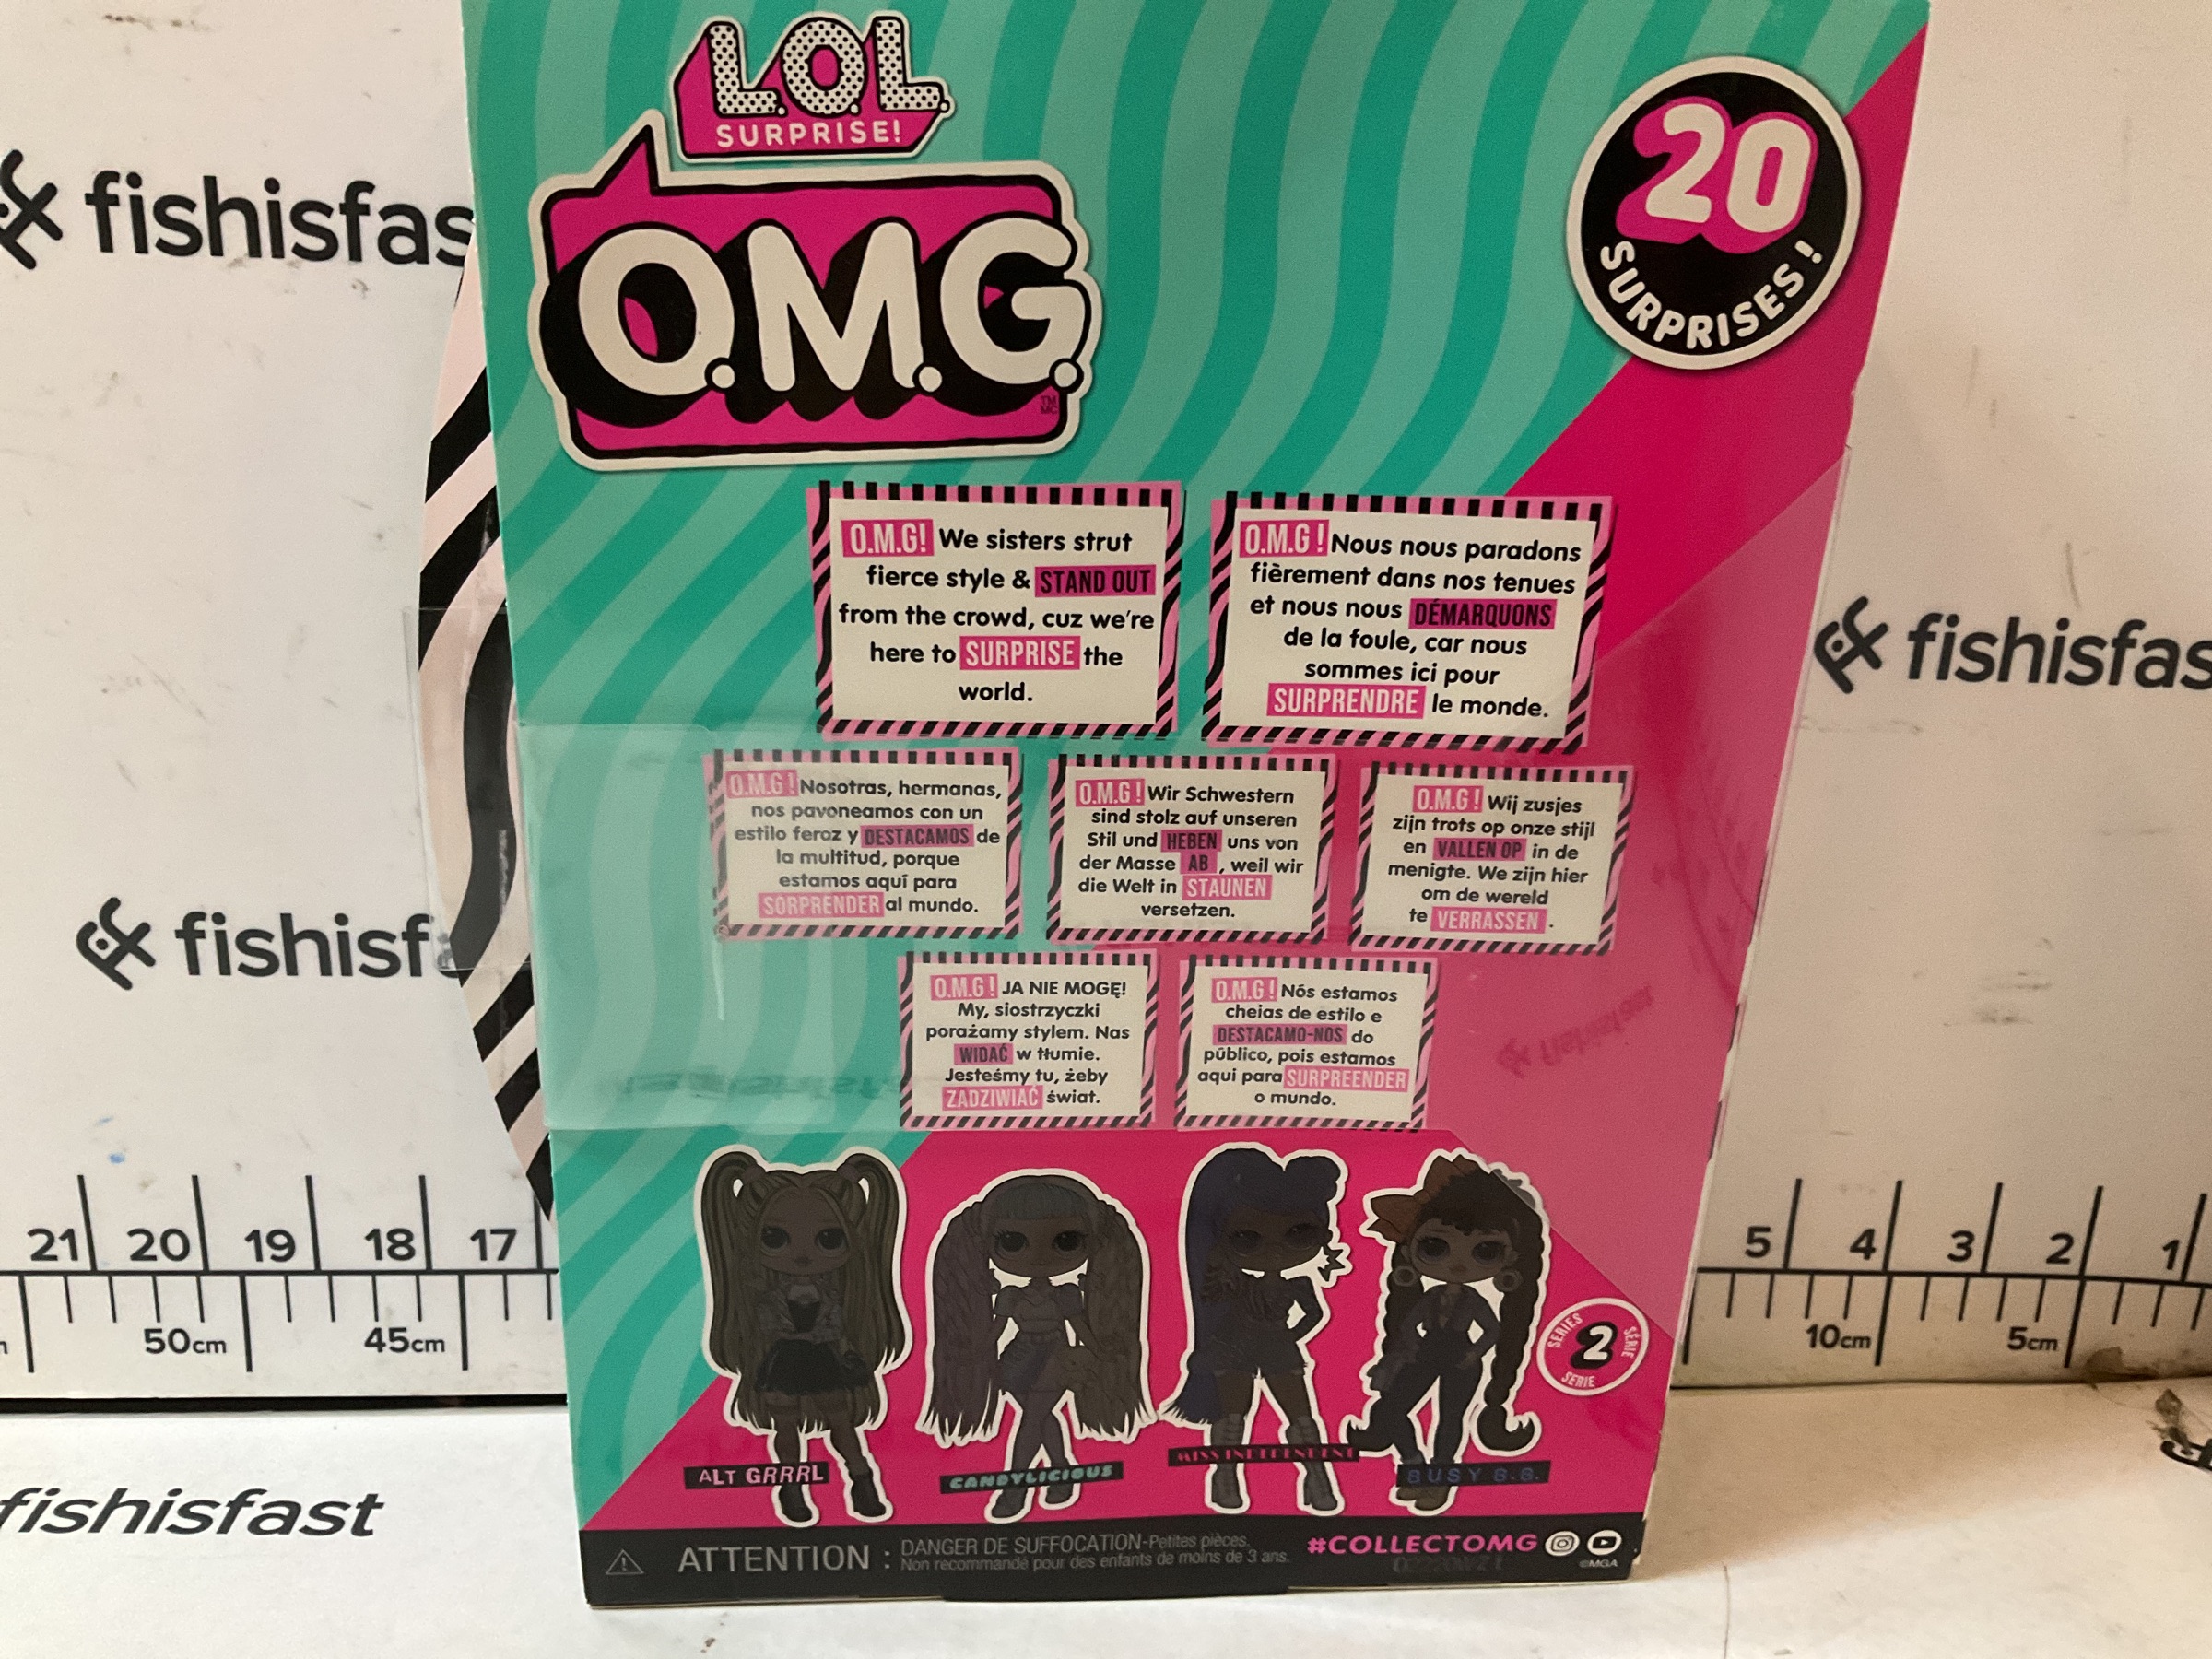 L.O.L.
SURPRISE!
O.M.G.
TM
MC
20
SURPRISES!
fishisfas
fishisfas
fishisf
fishisfast
O.M.G! We sisters strut
fierce style & STAND OUT
from the crowd, cuz we're
here to SURPRISE the
world.
O.M.G ! Nous nous paradons
fièrement dans nos tenues
et nous nous DÉMARQUONS
de la foule, car nous
sommes ici pour
SURPRENDRE le monde.
O.M.G ! Nosotras, hermanas,
nos pavoneamos con un
estilo feroz y DESTACAMOS de
la multitud, porque
estamos aquí para
SORPRENDER al mundo.
O.M.G ! Wir Schwestern
sind stolz auf unseren
Stil und HEBEN uns von
der Masse AB , weil wir
die Welt in STAUNEN
versetzen.
O.M.G ! Wij zusjes
zijn trots op onze stijl
en VALLEN OP in de
menigte. We zijn hier
om de wereld
te VERRASSEN .
O.M.G ! JA NIE MOGĘ!
My, siostrzyczki
porażamy stylem. Nas
WIDAĆ w tłumie.
Jesteśmy tu, żeby
ZADZIWIAĆ świat.
O.M.G ! Nós estamos
cheias de estilo e
DESTACAMO-NOS do
público, pois estamos
aqui para SURPREENDER
o mundo.
21 20 19 18 17
50cm 45cm
5 4 3 2 1
10cm 5cm
SERIES
2
SÉRIE
SERIE
ALT GRRRL
CANDYLICIOUS
MISS INDEPENDENT
BUSY B.B.
ATTENTION :
DANGER DE SUFFOCATION-Petites pièces.
Non recommandé pour des enfants de moins de 3 ans.
#COLLECTOMG
©MGA